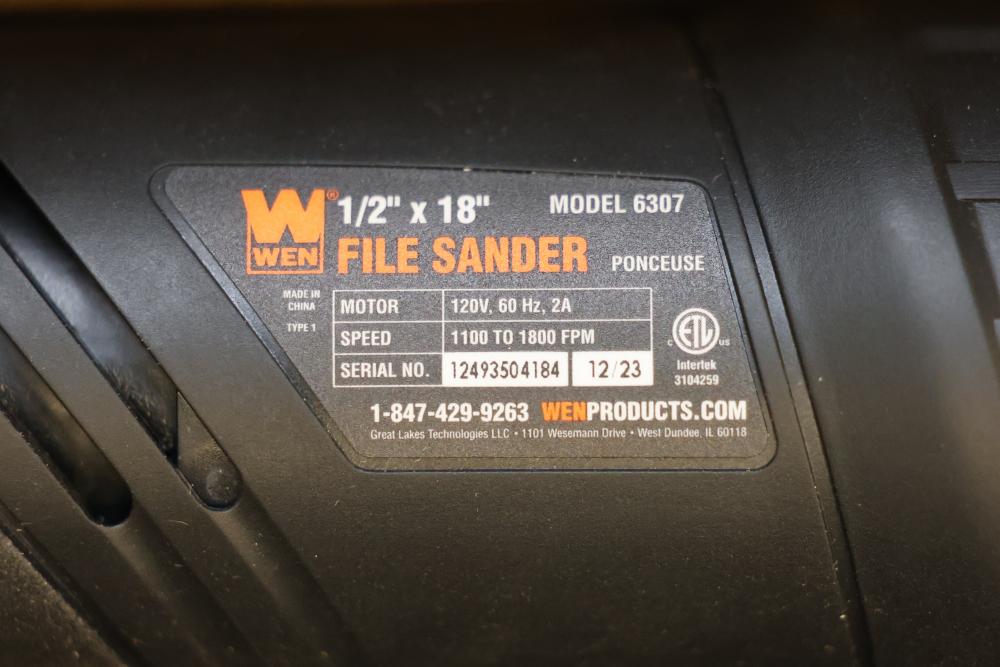 W®
WEN
1/2" x 18"
MODEL 6307
FILE SANDER
PONCEUSE
MADE IN
CHINA
TYPE 1
MOTOR 120V, 60 Hz, 2A
SPEED 1100 TO 1800 FPM
SERIAL NO. 12493504184 12/23
C ETL US
Intertek
3104259
1-847-429-9263 WENPRODUCTS.COM
Great Lakes Technologies LLC • 1101 Wesemann Drive • West Dundee, IL 60118